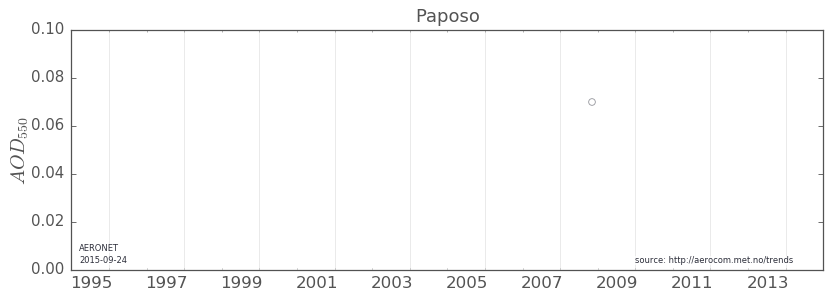 Paposo
0.10
0.08
0.06
0.04
0.02
0.00
AOD550
AERONET
2015-09-24
source: http://aerocom.met.no/trends
1995 1997 1999 2001 2003 2005 2007 2009 2011 2013